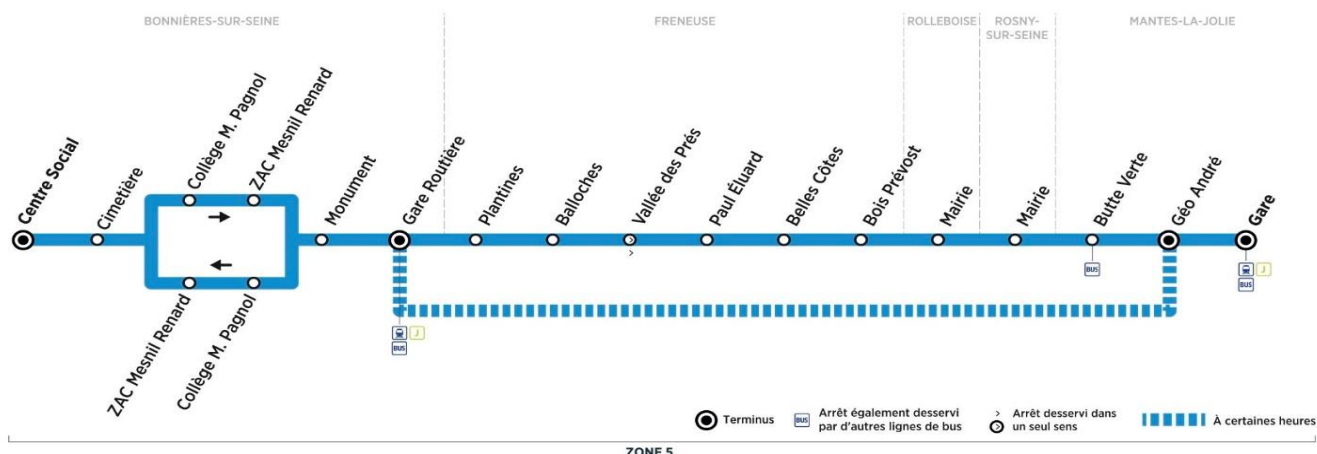 BONNIÈRES-SUR-SEINE
FRENEUSE
ROLLEBOISE
ROSNY-
SUR-SEINE
MANTES-LA-JOLIE
Centre Social
Cimetière
Collège M. Pagnol
ZAC Mesnil Renard
ZAC Mesnil Renard
Collège M. Pagnol
Monument
Gare Routière
Plantines
Balloches
Vallée des Prés
Paul Éluard
Belles Côtes
Bois Prévost
Mairie
Mairie
Butte Verte
Géo André
Gare
J
BUS
BUS
J
BUS
Terminus
BUS
Arrêt également desservi
par d'autres lignes de bus
Arrêt desservi dans
un seul sens
À certaines heures
ZONE 5